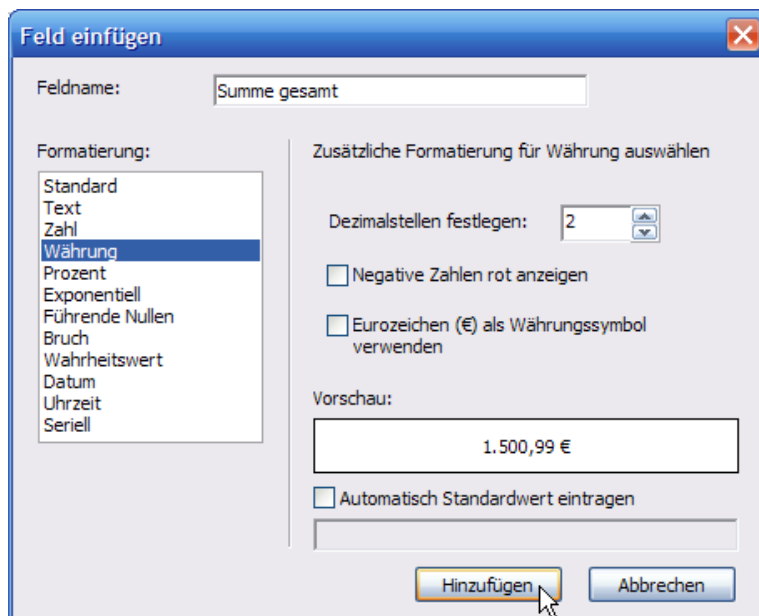 Feld einfügen
Feldname:
Summe gesamt
Formatierung:
Standard
Text
Zahl
Währung
Prozent
Exponentiell
Führende Nullen
Bruch
Wahrheitswert
Datum
Uhrzeit
Seriell
Zusätzliche Formatierung für Währung auswählen
Dezimalstellen festlegen:
2
Negative Zahlen rot anzeigen
Eurozeichen (€) als Währungssymbol
verwenden
Vorschau:
1.500,99 €
Automatisch Standardwert eintragen
Hinzufügen
Abbrechen